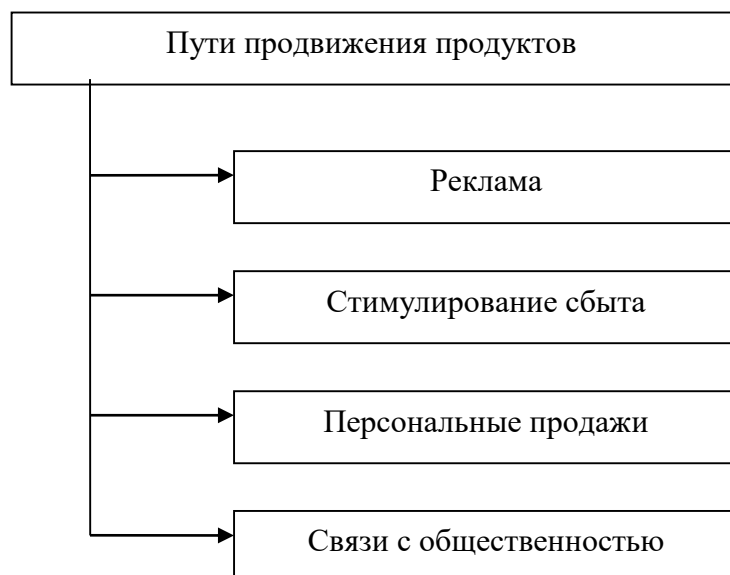 Пути продвижения продуктов
Реклама
Стимулирование сбыта
Персональные продажи
Связи с общественностью